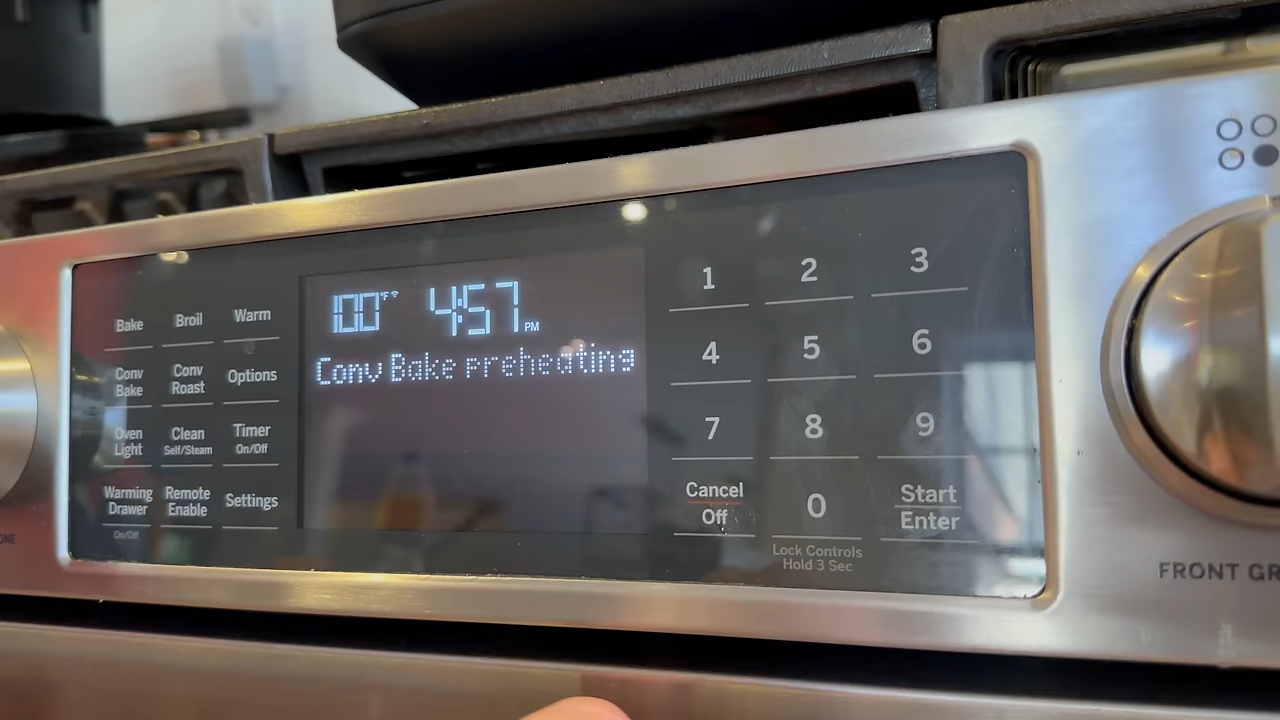 100°F 4:57 PM
Conv Bake preheating
Bake Broil Warm
Conv Bake Conv Roast Options
Oven Light Clean Self/Steam Timer On/Off
Warming Drawer On/Off Remote Enable Settings
1 2 3
4 5 6
7 8 9
Cancel Off 0 Start Enter
Lock Controls
Hold 3 Sec
FRONT GR